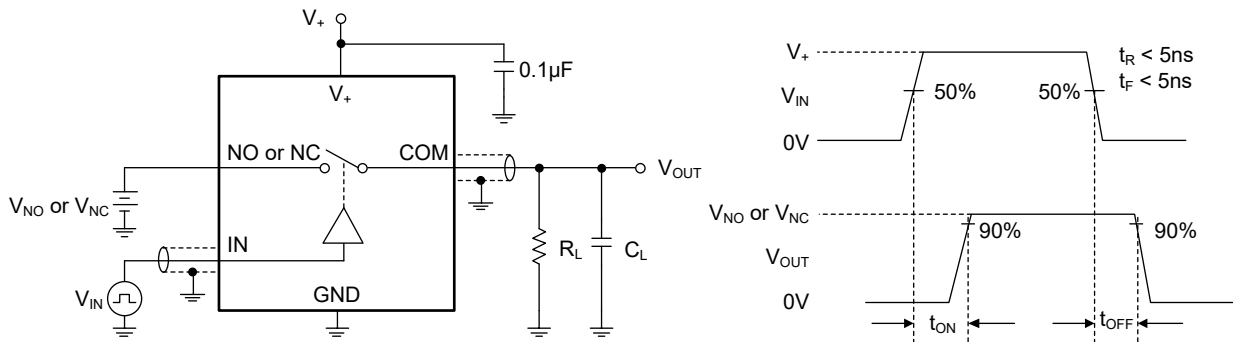 V+
0.1µF
V+
NO or NC
COM
VOUT
VNO or VNC
IN
RL
CL
VIN
GND
V+
tR < 5ns
tF < 5ns
VIN
50%
50%
0V
VNO or VNC
90%
90%
VOUT
0V
tON
tOFF